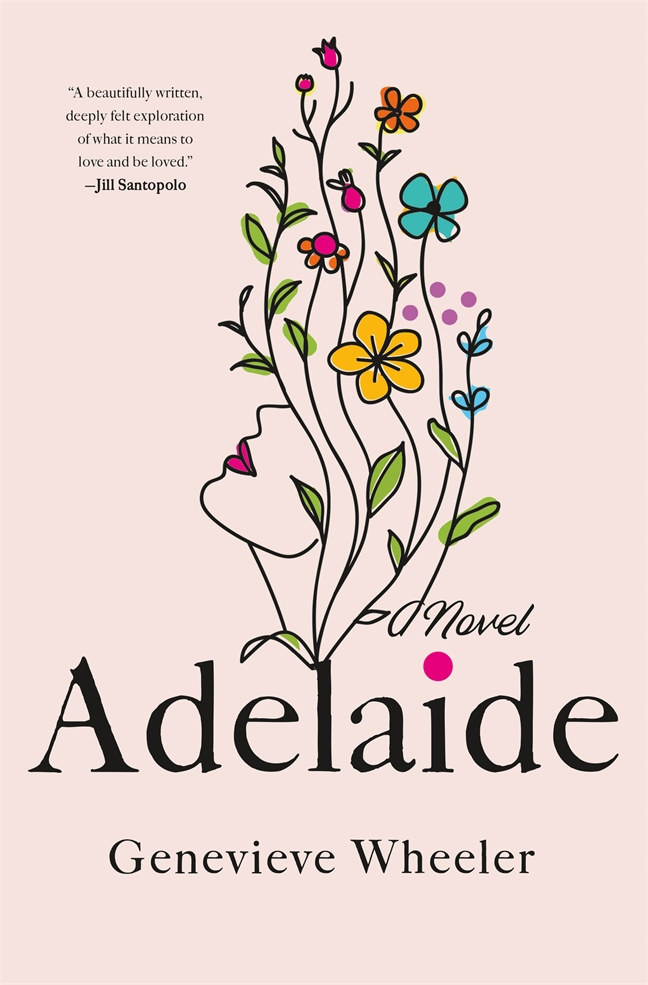 “A beautifully written,
deeply felt exploration
of what it means to
love and be loved.”
—Jill Santopolo
A Novel
Adelaide
Genevieve Wheeler